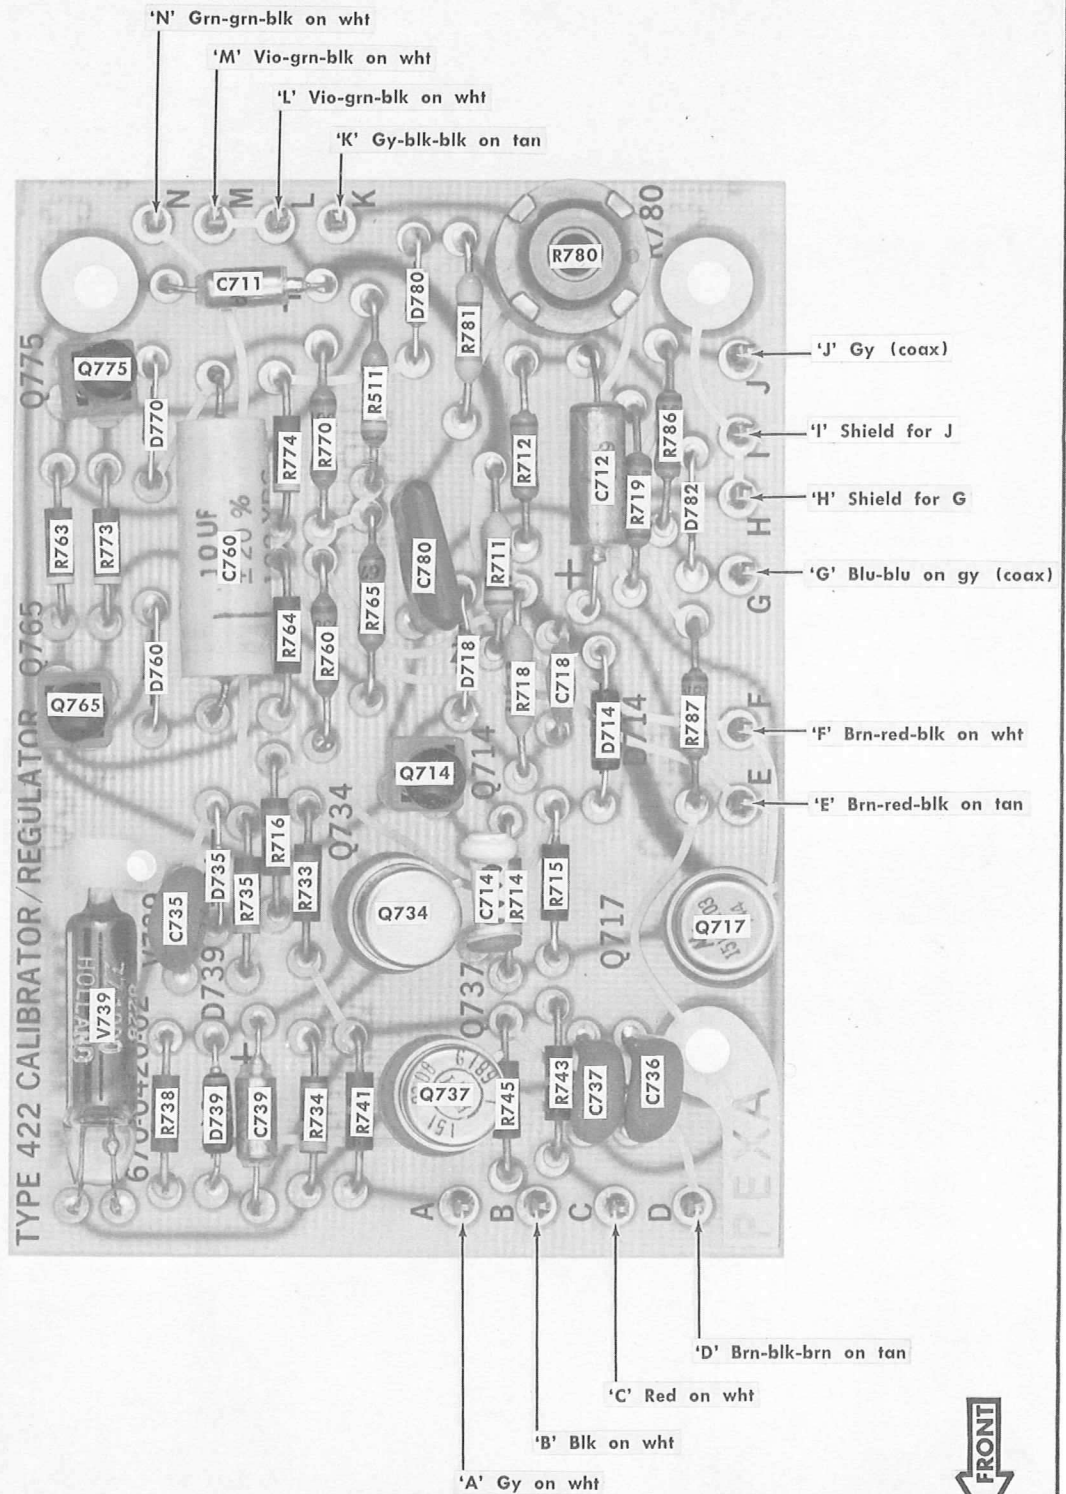 'N' Grn-grn-blk on wht
'M' Vio-grn-blk on wht
'L' Vio-grn-blk on wht
'K' Gy-blk-blk on tan
N
M
L
K
R780
R780
C711
D780
R781
'J' Gy (coax)
J
Q775
Q775
D770
R774
R770
R511
R712
C712
R719
R786
D782
'I' Shield for J
I
'H' Shield for G
H
'G' Blu-blu on gy (coax)
G
R763
R773
10UF
C760
C780
R711
+
R764
R760
R765
D718
R718
C718
D714
R787
Q765
Q765
D760
'F' Brn-red-blk on wht
F
'E' Brn-red-blk on tan
E
Q714
Q714
Q734
R716
D735
R735
R733
C735
Q734
C714
R714
R715
Q717
Q717
V739
HOLLAND
D739
Q737
Q737
R738
D739
+
C739
R734
R741
R745
R743
C737
C736
TYPE 422 CALIBRATOR/REGULATOR
670-0420-02
A
B
C
D
PEXA
'D' Brn-blk-brn on tan
'C' Red on wht
'B' Blk on wht
'A' Gy on wht
FRONT